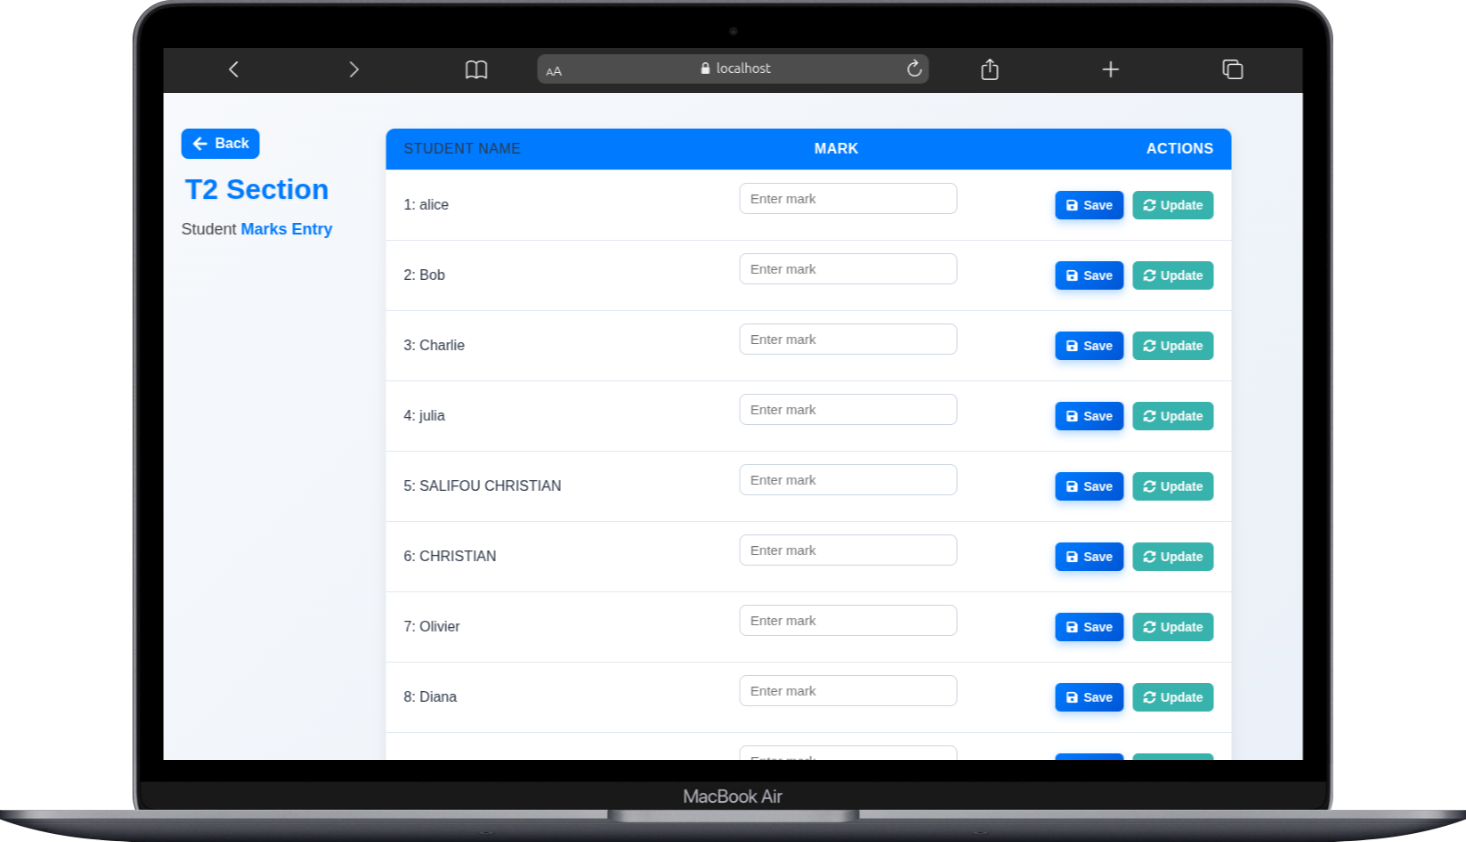 AA localhost
Back
T2 Section
Student Marks Entry
STUDENT NAME MARK ACTIONS
1: alice Enter mark Save Update
2: Bob Enter mark Save Update
3: Charlie Enter mark Save Update
4: julia Enter mark Save Update
5: SALIFOU CHRISTIAN Enter mark Save Update
6: CHRISTIAN Enter mark Save Update
7: Olivier Enter mark Save Update
8: Diana Enter mark Save Update
MacBook Air